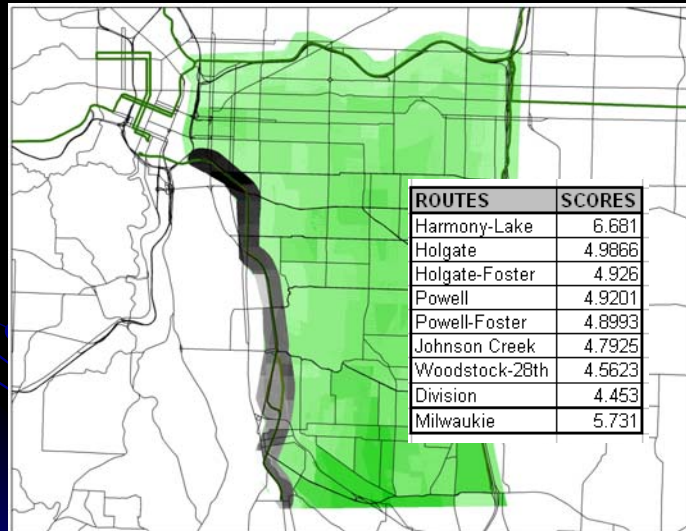 ROUTES SCORES
Harmony-Lake 6.681
Holgate 4.9866
Holgate-Foster 4.926
Powell 4.9201
Powell-Foster 4.8993
Johnson Creek 4.7925
Woodstock-28th 4.5623
Division 4.453
Milwaukie 5.731